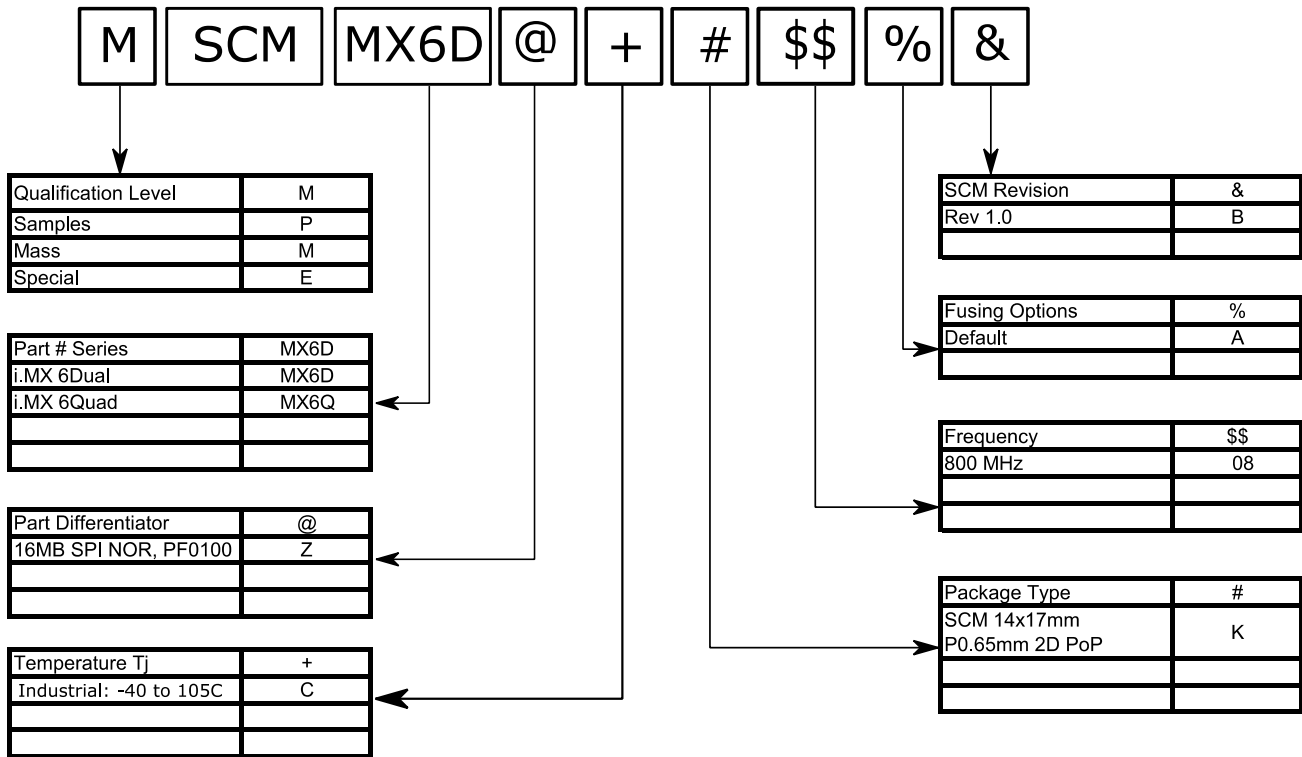 M SCM MX6D @ + # $$ % &
Qualification Level M
Samples P
Mass M
Special E
Part # Series MX6D
i.MX 6Dual MX6D
i.MX 6Quad MX6Q
Part Differentiator @
16MB SPI NOR, PF0100 Z
Temperature Tj +
Industrial: -40 to 105C C
SCM Revision &
Rev 1.0 B
Fusing Options %
Default A
Frequency $$
800 MHz 08
Package Type #
SCM 14x17mm
P0.65mm 2D PoP K